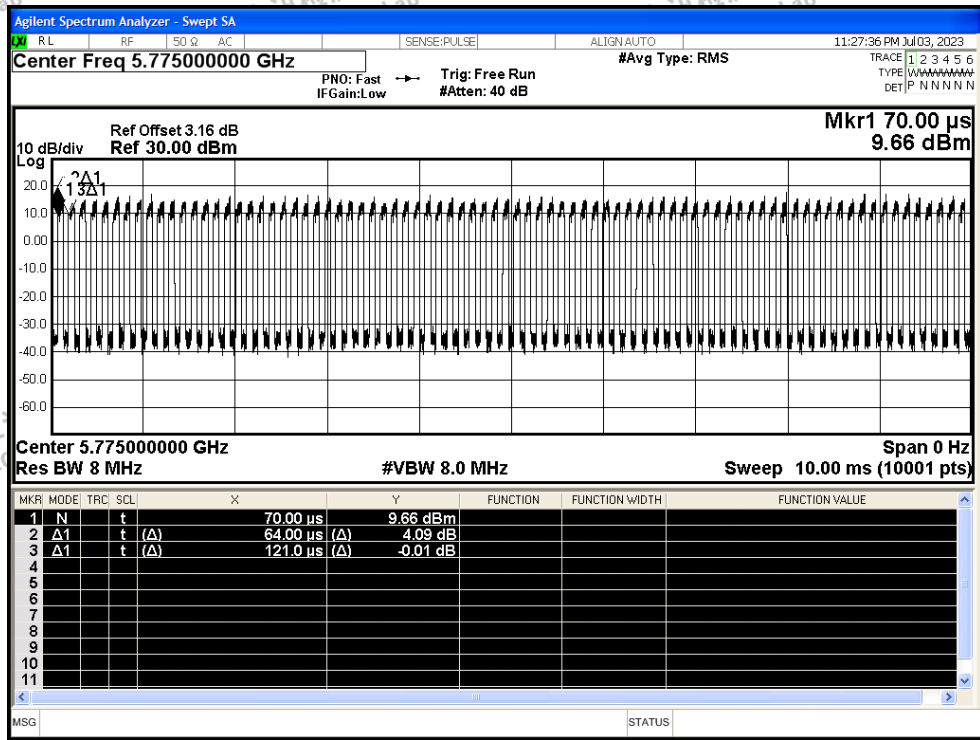 Agilent Spectrum Analyzer - Swept SA
LXI RL RF 50 Ω AC SENSE:PULSE ALIGN AUTO 11:27:36 PM Jul 03, 2023
Center Freq 5.775000000 GHz #Avg Type: RMS TRACE 1 2 3 4 5 6
PNO: Fast Trig: Free Run TYPE
IFGain:Low #Atten: 40 dB DET P N N N N N
Mkr1 70.00 µs
Ref Offset 3.16 dB
10 dB/div Ref 30.00 dBm 9.66 dBm
Log
2Δ1
20.0 1 3Δ1
10.0
0.00
-10.0
-20.0
-30.0
-40.0
-50.0
-60.0
Center 5.775000000 GHz Span 0 Hz
Res BW 8 MHz #VBW 8.0 MHz Sweep 10.00 ms (10001 pts)
MKR MODE TRC SCL X Y FUNCTION FUNCTION WIDTH FUNCTION VALUE
1 N t 70.00 µs 9.66 dBm
2 Δ1 t (Δ) 64.00 µs (Δ) 4.09 dB
3 Δ1 t (Δ) 121.0 µs (Δ) -0.01 dB
4
5
6
7
8
9
10
11
MSG STATUS